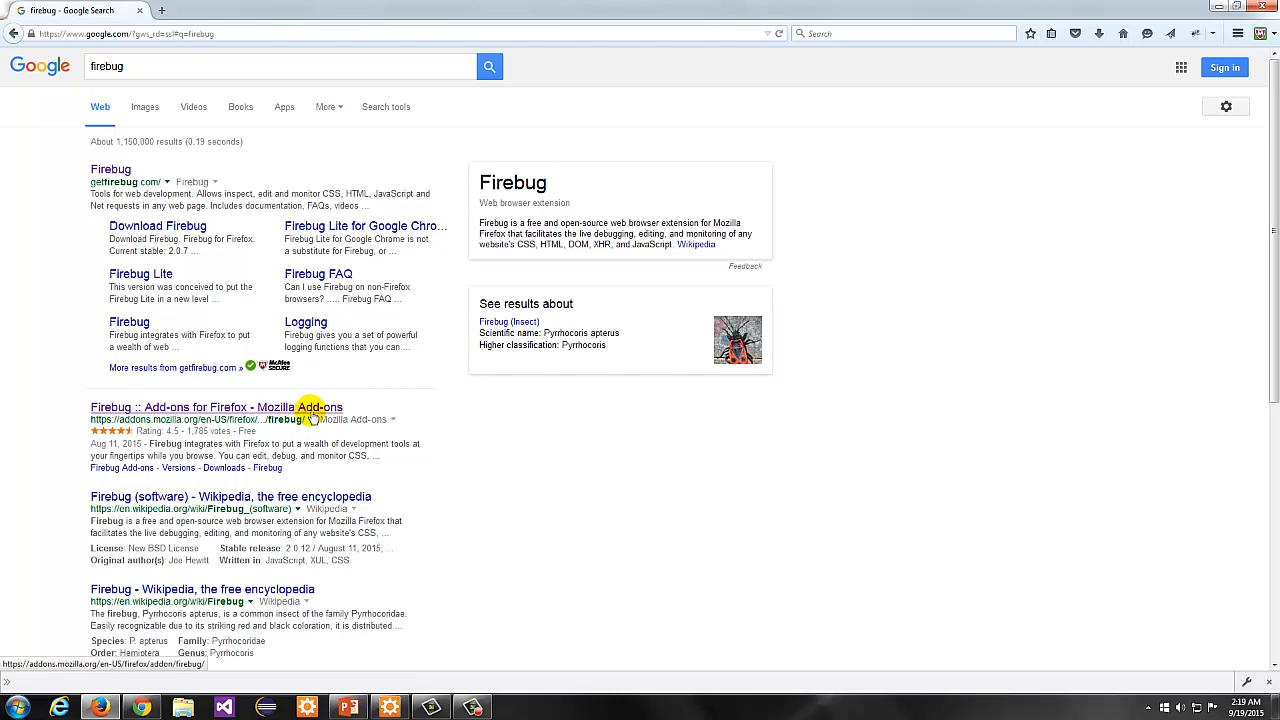 firebug - Google Search
https://www.google.com/?gws_rd=ssl#q=firebug
Search
Google
firebug
Sign in
Web Images Videos Books Apps More Search tools
About 1,150,000 results (0.19 seconds)
Firebug
getfirebug.com/ Firebug
Tools for web development. Allows inspect, edit and monitor CSS, HTML, JavaScript and
Net requests in any web page. Includes documentation, FAQs, videos ...
Download Firebug
Download Firebug. Firebug for Firefox.
Current stable: 2.0.7 ...
Firebug Lite for Google Chro...
Firebug Lite for Google Chrome is not
a substitute for Firebug, or ...
Firebug Lite
This version was conceived to put the
Firebug Lite in a new level ...
Firebug FAQ
Can I use Firebug on non-Firefox
browsers? ..... Firebug FAQ ...
Firebug
Firebug integrates with Firefox to put
a wealth of web ...
Logging
Firebug gives you a set of powerful
logging functions that you can ...
More results from getfirebug.com »
McAfee
SECURE
Firebug :: Add-ons for Firefox - Mozilla Add-ons
https://addons.mozilla.org/en-US/firefox/.../firebug/ Mozilla Add-ons
Rating: 4.5 - 1,785 votes - Free
Aug 11, 2015 - Firebug integrates with Firefox to put a wealth of development tools at
your fingertips while you browse. You can edit, debug, and monitor CSS, ...
Firebug Add-ons - Versions - Downloads - Firebug
Firebug (software) - Wikipedia, the free encyclopedia
https://en.wikipedia.org/wiki/Firebug_(software) Wikipedia
Firebug is a free and open-source web browser extension for Mozilla Firefox that
facilitates the live debugging, editing, and monitoring of any website's CSS, ...
License: New BSD License Stable release: 2.0.12 / August 11, 2015, ...
Original author(s): Joe Hewitt Written in: JavaScript, XUL, CSS
Firebug - Wikipedia, the free encyclopedia
https://en.wikipedia.org/wiki/Firebug Wikipedia
The firebug, Pyrrhocoris apterus, is a common insect of the family Pyrrhocoridae.
Easily recognizable due to its striking red and black coloration, it is distributed ...
Species: P. apterus Family: Pyrrhocoridae
Order: Hemiptera Genus: Pyrrhocoris
Firebug
Web browser extension
Firebug is a free and open-source web browser extension for Mozilla
Firefox that facilitates the live debugging, editing, and monitoring of any
website's CSS, HTML, DOM, XHR, and JavaScript. Wikipedia
Feedback
See results about
Firebug (Insect)
Scientific name: Pyrrhocoris apterus
Higher classification: Pyrrhocoris
https://addons.mozilla.org/en-US/firefox/addon/firebug/
2:19 AM
9/19/2015